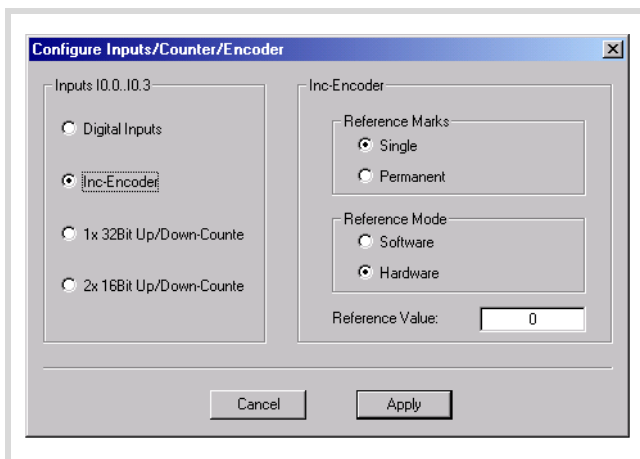 Configure Inputs/Counter/Encoder
Inputs I0.0..I0.3
Digital Inputs
Inc-Encoder
1x 32Bit Up/Down-Counte
2x 16Bit Up/Down-Counte
Inc-Encoder
Reference Marks
Single
Permanent
Reference Mode
Software
Hardware
Reference Value: 0
Cancel Apply